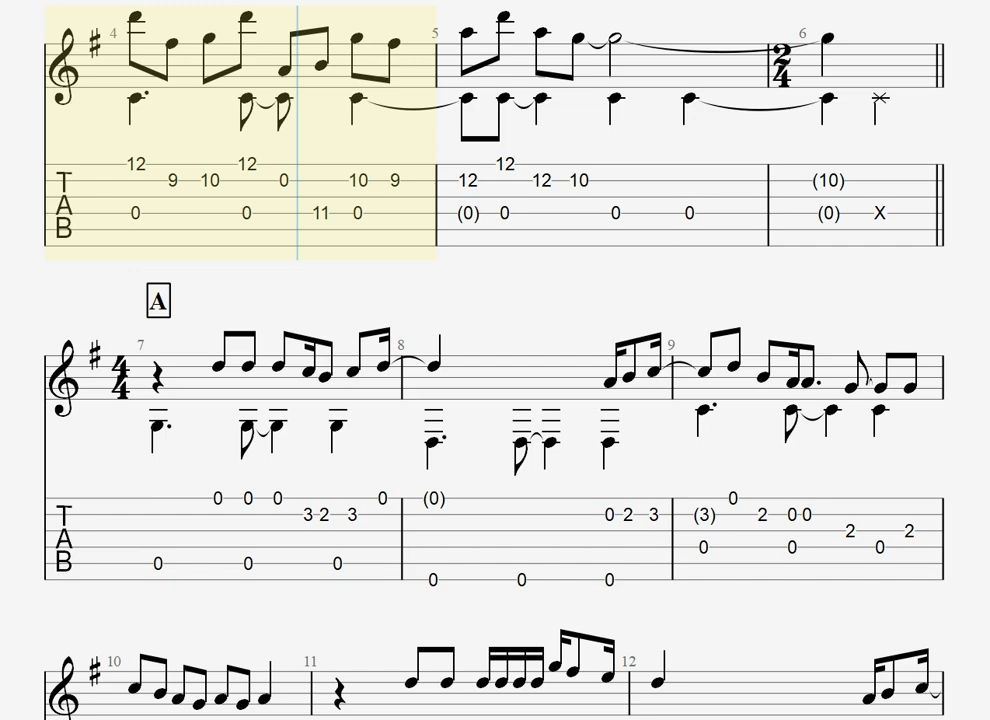 4 5 6
2
4
12 12 12
T 9 10 0 10 9 12 12 10 (10)
A 0 0 11 0 (0) 0 0 0 (0) X
B
A
7 8 9
4
4
0 0 0 0 (0) 0
T 3 2 3 0 2 3 (3) 2 0 0
2 2
A 0 0 0
B 0 0 0
0 0 0
10 11 12